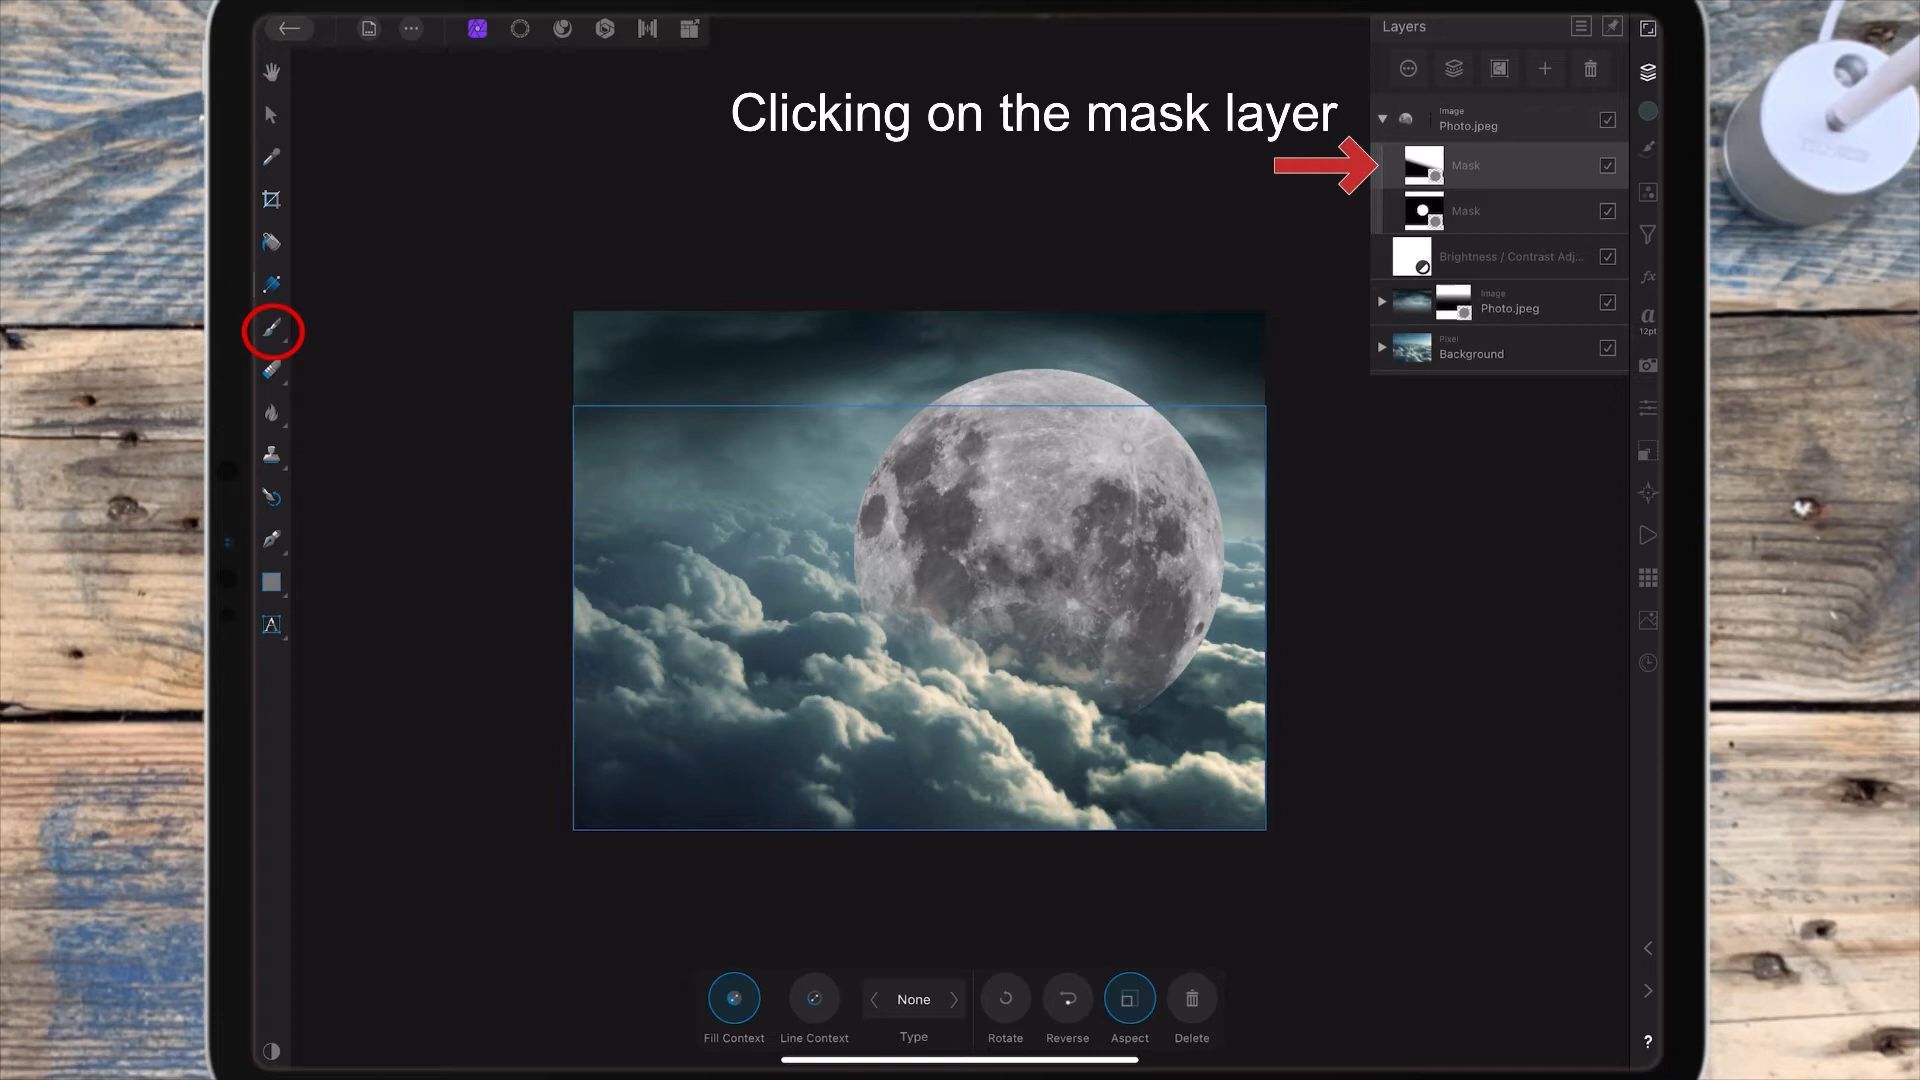 Layers
Clicking on the mask layer
Image
Photo.jpeg
Mask
Mask
Brightness / Contrast Adj...
Image
Photo.jpeg
Pixel
Background
a
12pt
A
None
Fill Context
Line Context
Type
Rotate
Reverse
Aspect
Delete
?